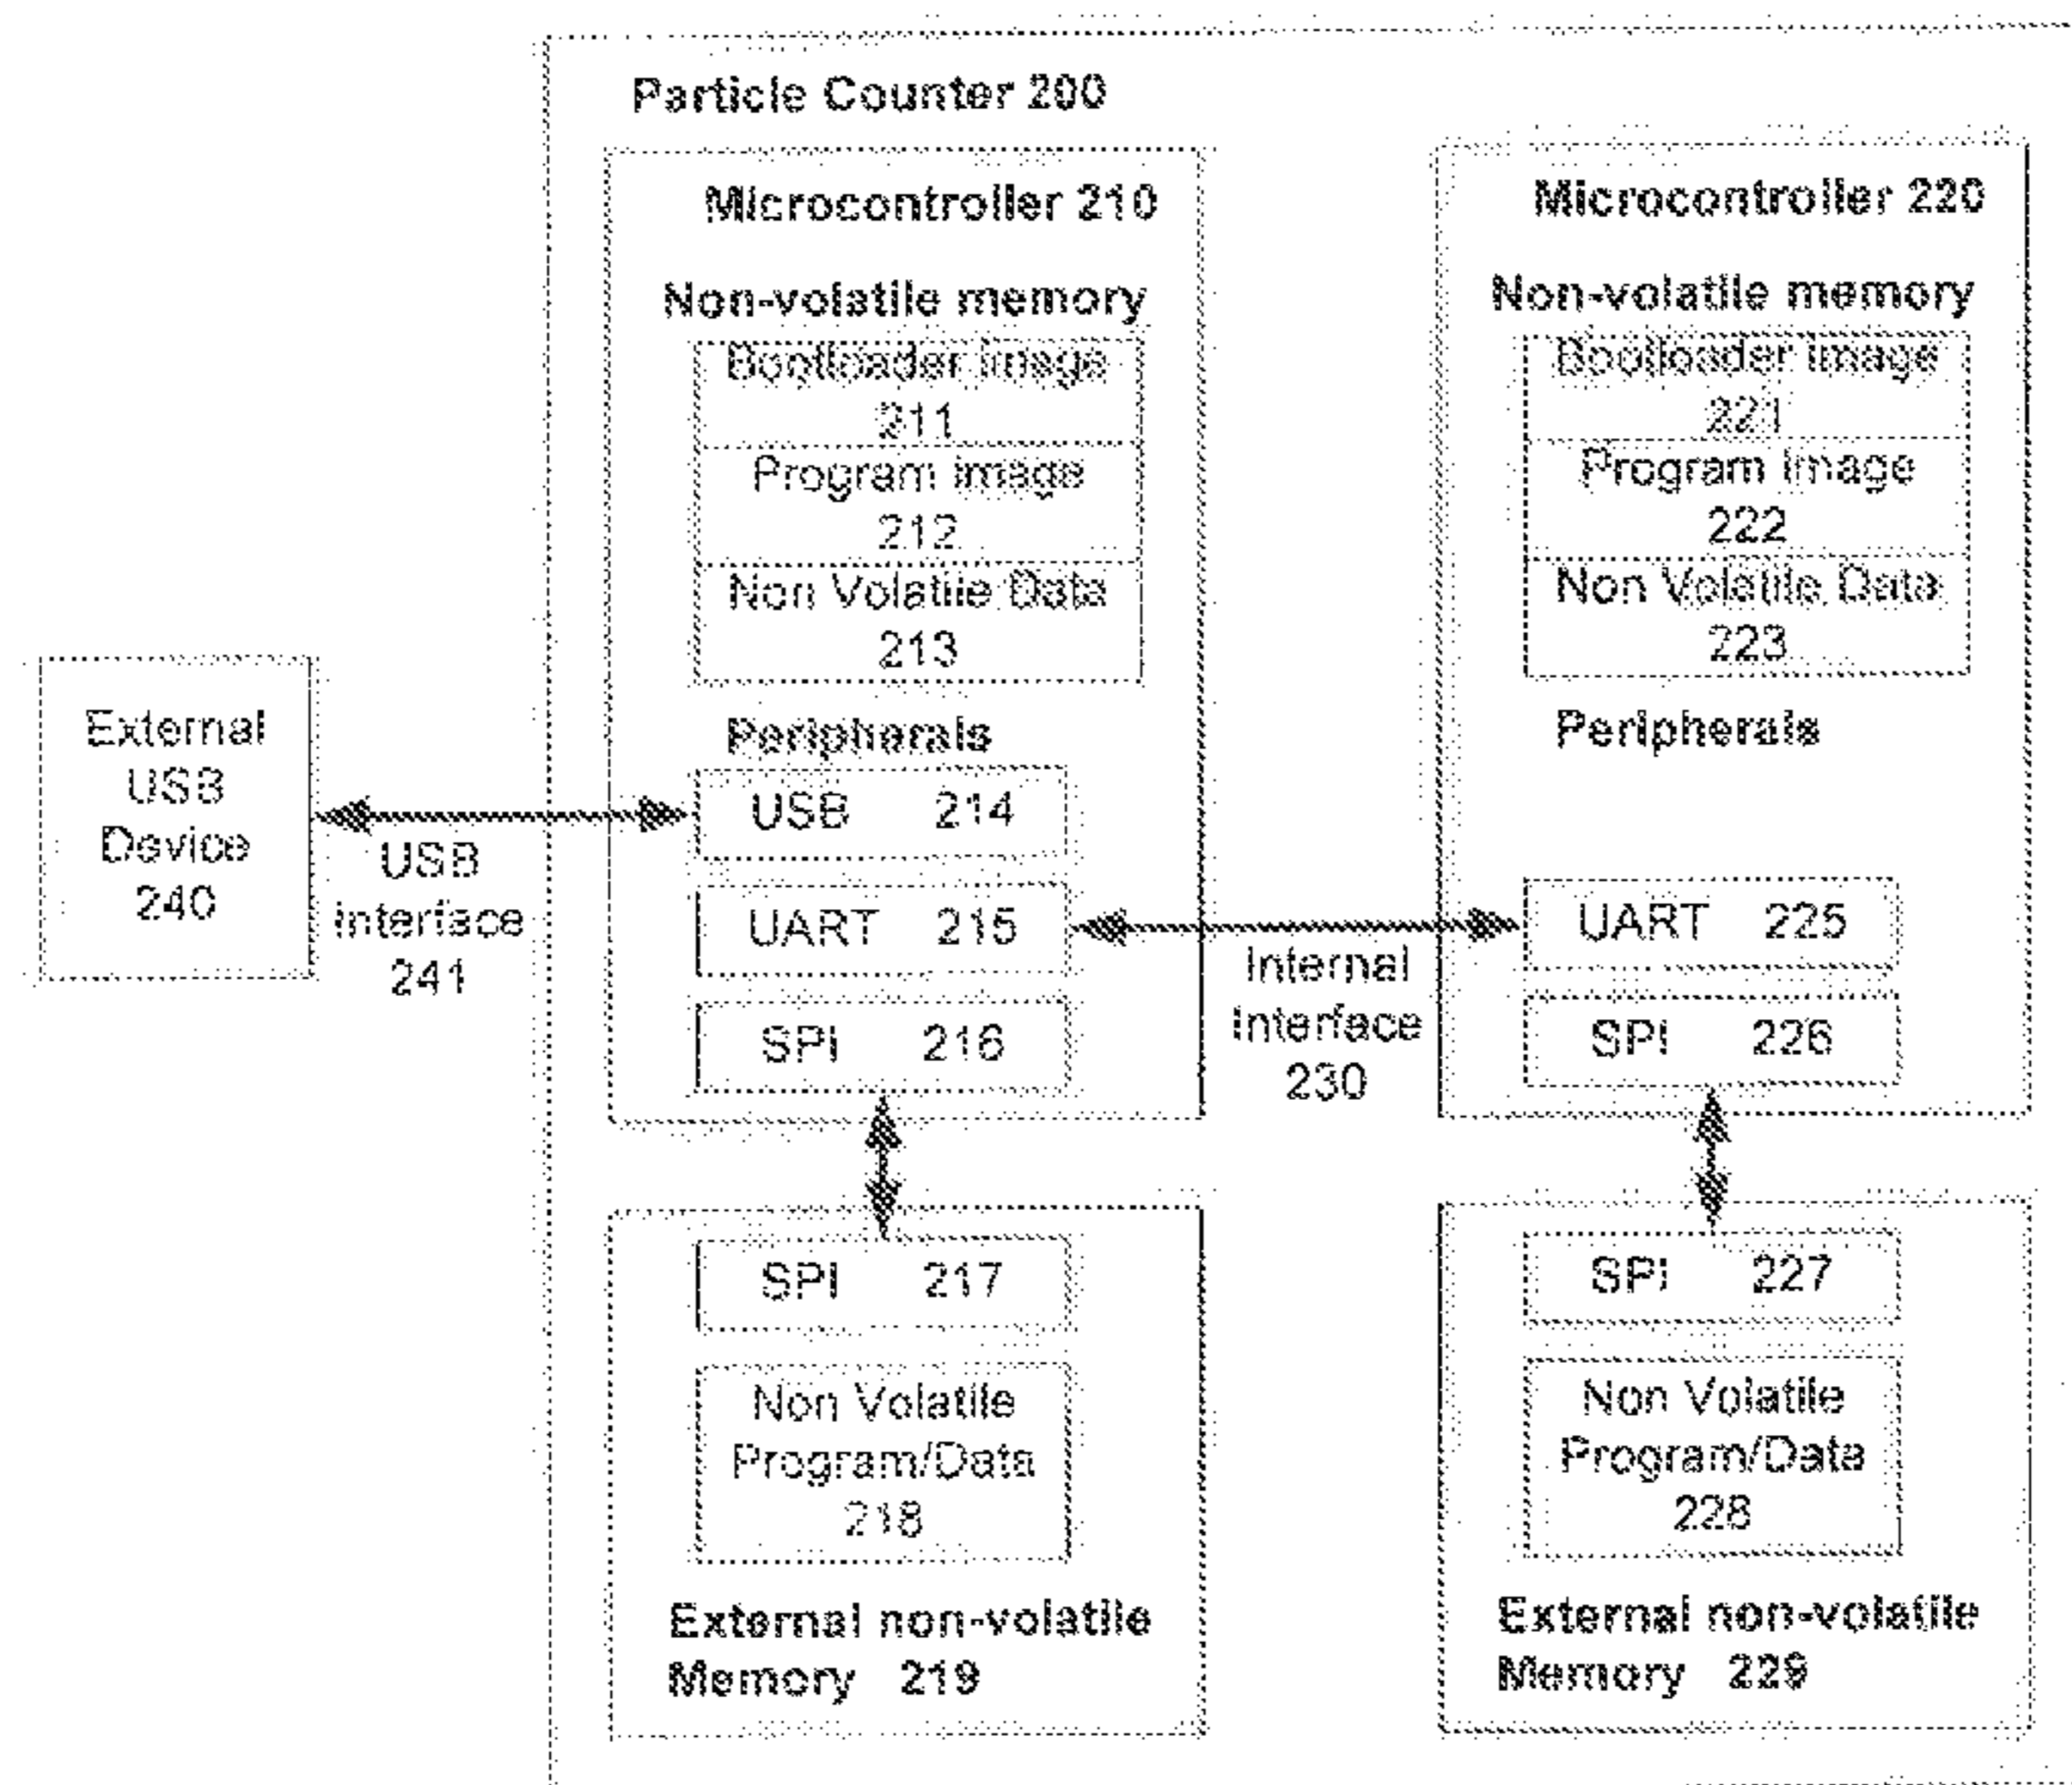 Particle Counter 200
Microcontroller 210
Non-volatile memory
Bootloader Image
211
Program Image
212
Non Volatile Data
213
Peripherals
USB 214
UART 215
SPI 216
SPI 217
Non Volatile
Program/Data
218
External non-volatile
Memory 219
Microcontroller 220
Non-volatile memory
Bootloader Image
221
Program Image
222
Non Volatile Data
223
Peripherals
UART 225
SPI 226
SPI 227
Non Volatile
Program/Data
228
External non-volatile
Memory 229
External
USB
Device
240
USB
Interface
241
Internal
Interface
230